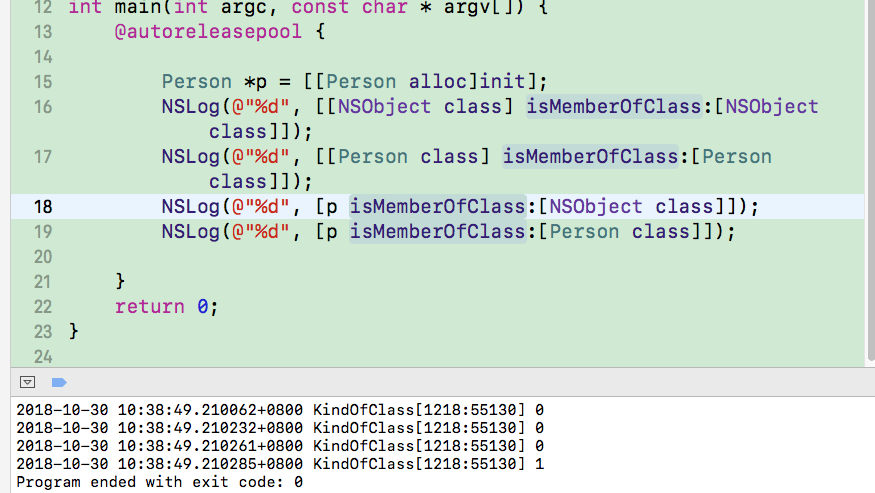 12 int main(int argc, const char * argv[]) {
13 @autoreleasepool {
14
15 Person *p = [[Person alloc]init];
16 NSLog(@"%d", [[NSObject class] isMemberOfClass:[NSObject
class]]);
17 NSLog(@"%d", [[Person class] isMemberOfClass:[Person
class]]);
18 NSLog(@"%d", [p isMemberOfClass:[NSObject class]]);
19 NSLog(@"%d", [p isMemberOfClass:[Person class]]);
20
21 }
22 return 0;
23 }
24
2018-10-30 10:38:49.210062+0800 KindOfClass[1218:55130] 0
2018-10-30 10:38:49.210232+0800 KindOfClass[1218:55130] 0
2018-10-30 10:38:49.210261+0800 KindOfClass[1218:55130] 0
2018-10-30 10:38:49.210285+0800 KindOfClass[1218:55130] 1
Program ended with exit code: 0